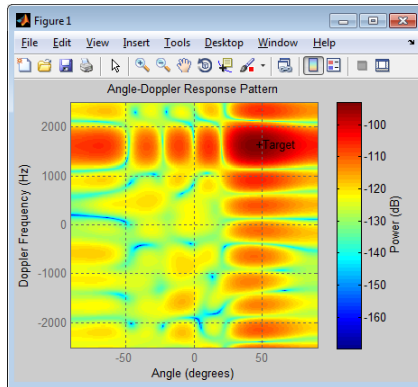 Figure 1
File Edit View Insert Tools Desktop Window Help
Angle-Doppler Response Pattern
2000
1000
0
-1000
-2000
Doppler Frequency (Hz)
+Target
-50 0 50
Angle (degrees)
-100
-110
-120
-130
-140
-150
-160
Power (dB)